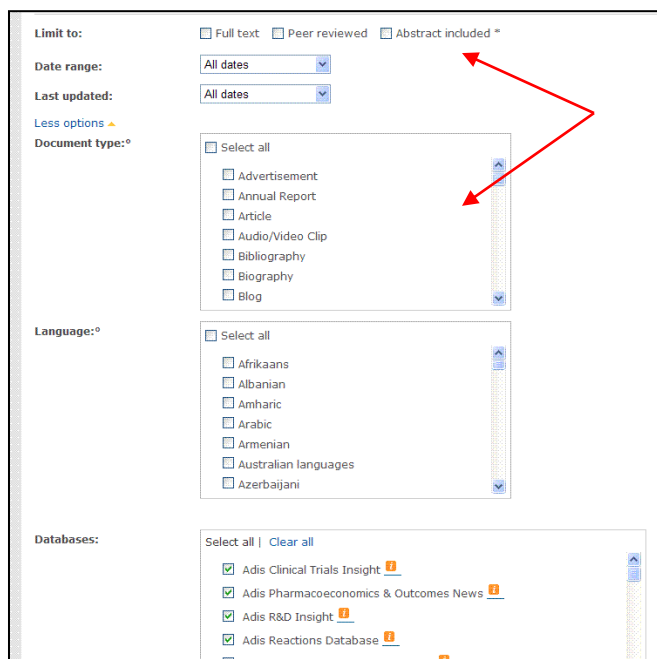 Limit to: Full text Peer reviewed Abstract included *
Date range: All dates
Last updated: All dates
Less options
Document type:° Select all
Advertisement
Annual Report
Article
Audio/Video Clip
Bibliography
Biography
Blog
Language:° Select all
Afrikaans
Albanian
Amharic
Arabic
Armenian
Australian languages
Azerbaijani
Databases: Select all | Clear all
Adis Clinical Trials Insight i
Adis Pharmacoeconomics & Outcomes News i
Adis R&D Insight i
Adis Reactions Database i